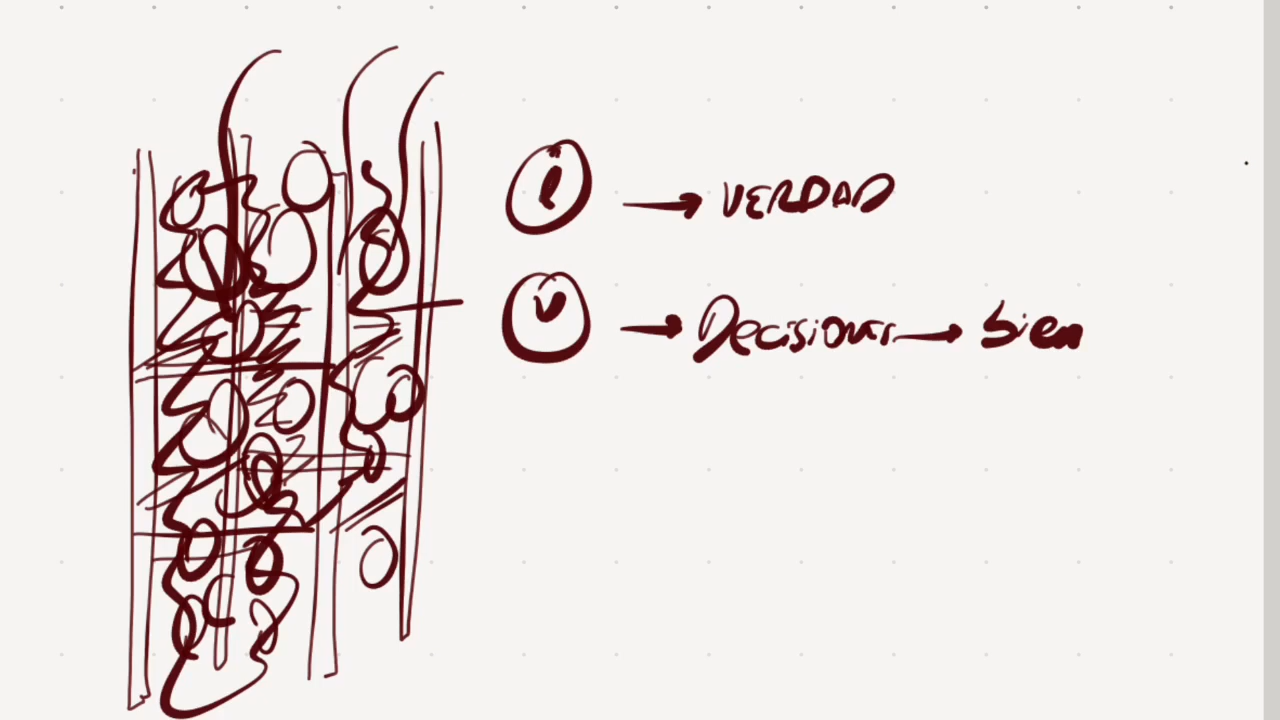 I → VERDAD
V → Decisiones → bien